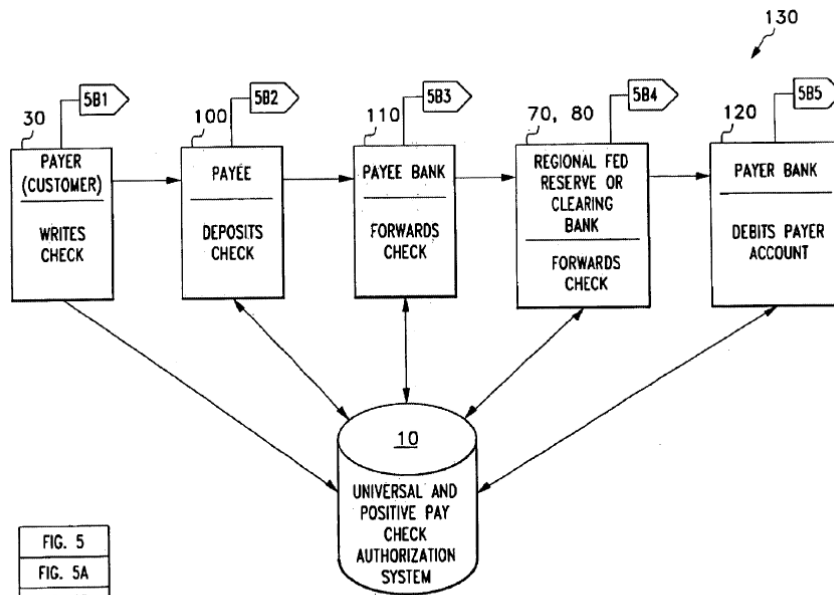 130
5B1
5B2
5B3
5B4
5B5
30
100
110
70, 80
120
PAYER
(CUSTOMER)
WRITES
CHECK
PAYEE
DEPOSITS
CHECK
PAYEE BANK
FORWARDS
CHECK
REGIONAL FED
RESERVE OR
CLEARING
BANK
FORWARDS
CHECK
PAYER BANK
DEBITS PAYER
ACCOUNT
10
UNIVERSAL AND
POSITIVE PAY
CHECK
AUTHORIZATION
SYSTEM
FIG. 5
FIG. 5A